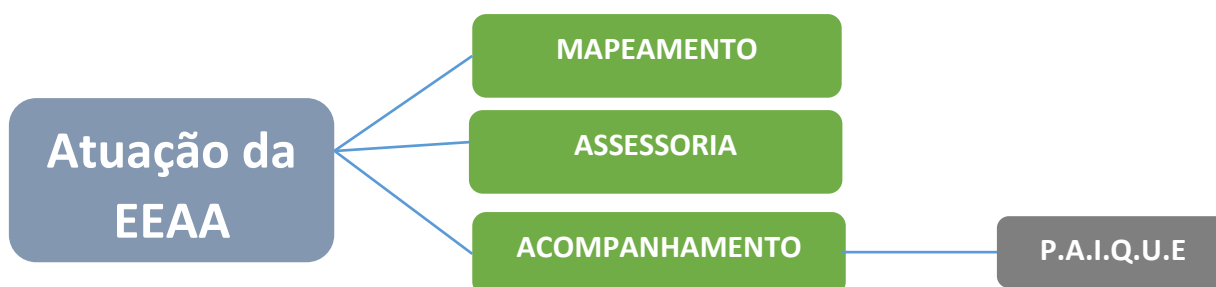 Atuação da
EEAA
MAPEAMENTO
ASSESSORIA
ACOMPANHAMENTO
P.A.I.Q.U.E